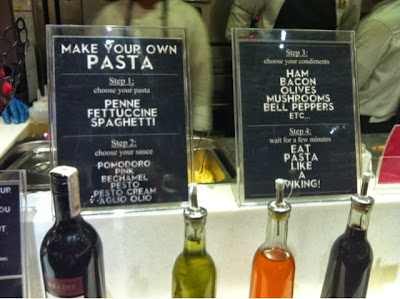 MAKE YOUR OWN
PASTA
Step 1:
choose your pasta
PENNE
FETTUCCINE
SPAGHETTI
Step 2:
choose your sauce
POMODORO
PINK
BECHAMEL
PESTO
PESTO CREAM
AGLIO OLIO
Step 3:
choose your condiments
HAM
BACON
OLIVES
MUSHROOMS
BELL PEPPERS
ETC...
Step 4:
wait for a few minutes
EAT
PASTA
LIKE
A
YOU